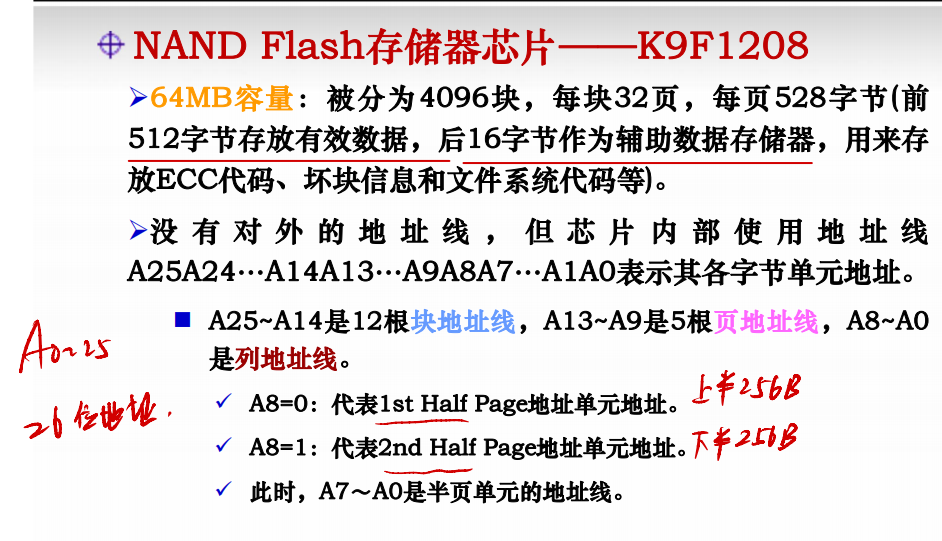 NAND Flash存储器芯片——K9F1208
64MB容量：被分为4096块，每块32页，每页528字节(前
512字节存放有效数据，后16字节作为辅助数据存储器，用来存
放ECC代码、坏块信息和文件系统代码等)。
没有对外的地址线，但芯片内部使用地址线
A25A24…A14A13…A9A8A7…A1A0表示其各字节单元地址。
A25~A14是12根块地址线，A13~A9是5根页地址线，A8~A0
是列地址线。
A0~25
26位地址.
A8=0：代表1st Half Page地址单元地址。上半256B
A8=1：代表2nd Half Page地址单元地址。下半256B
此时，A7～A0是半页单元的地址线。